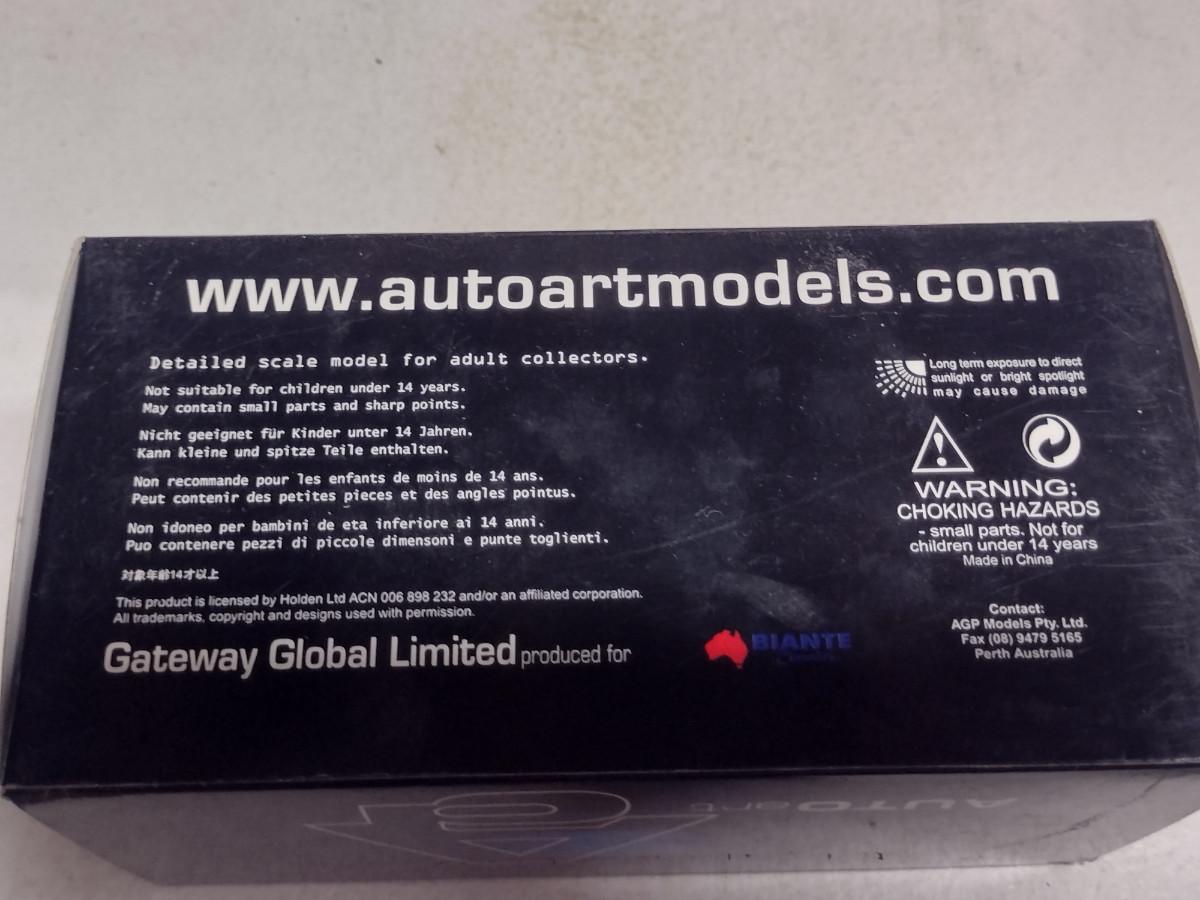 www.autoartmodels.com
Detailed scale model for adult collectors.
Not suitable for children under 14 years.
May contain small parts and sharp points.
Nicht geeignet für Kinder unter 14 Jahren.
Kann kleine und spitze Teile enthalten.
Non recommande pour les enfants de moins de 14 ans.
Peut contenir des petites pieces et des angles pointus.
Non idoneo per bambini de eta inferiore ai 14 anni.
Puo contenere pezzi di piccole dimensoni e punte toglienti.
対象年齢14才以上
This product is licensed by Holden Ltd ACN 006 898 232 and/or an affiliated corporation.
All trademarks, copyright and designs used with permission.
Gateway Global Limited produced for
BIANTE
Long term exposure to direct
sunlight or bright spotlight
may cause damage
WARNING:
CHOKING HAZARDS
- small parts. Not for
children under 14 years
Made in China
Contact:
AGP Models Pty. Ltd.
Fax (08) 9479 5165
Perth Australia
AUTOart